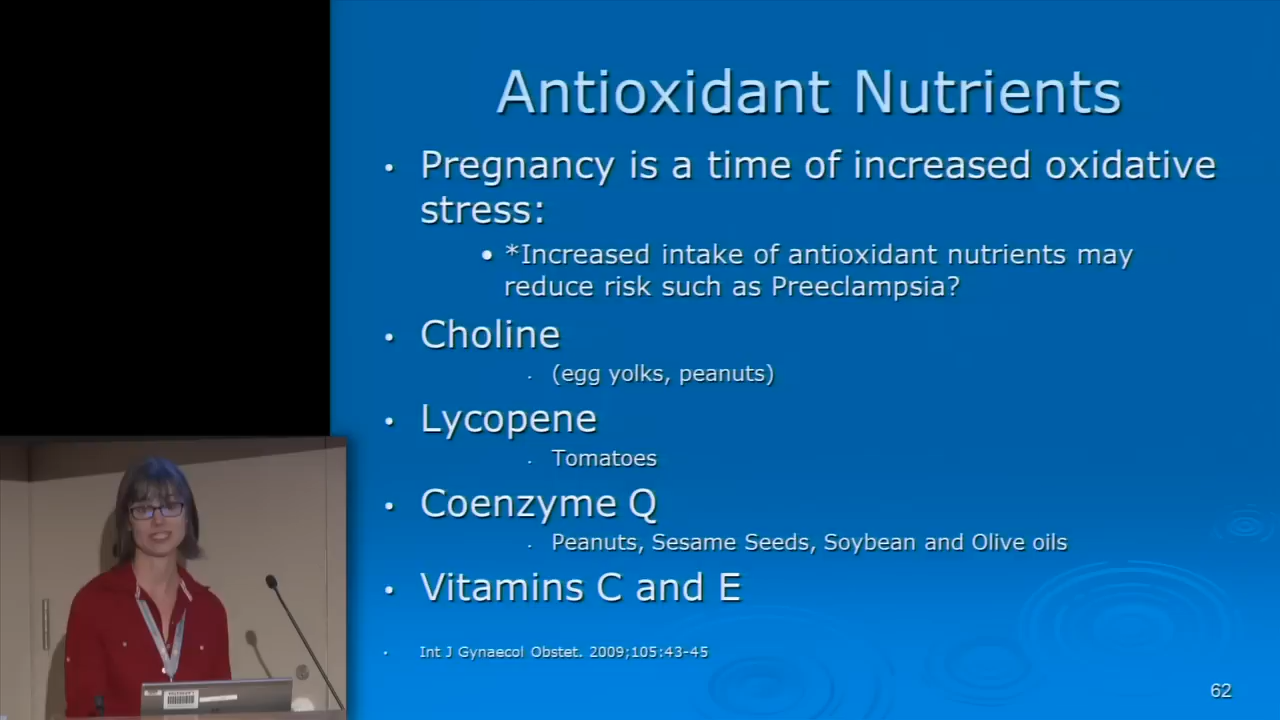 Antioxidant Nutrients
• Pregnancy is a time of increased oxidative
stress:
• *Increased intake of antioxidant nutrients may
reduce risk such as Preeclampsia?
• Choline
• (egg yolks, peanuts)
• Lycopene
• Tomatoes
• Coenzyme Q
• Peanuts, Sesame Seeds, Soybean and Olive oils
• Vitamins C and E
• Int J Gynaecol Obstet. 2009;105:43-45
62